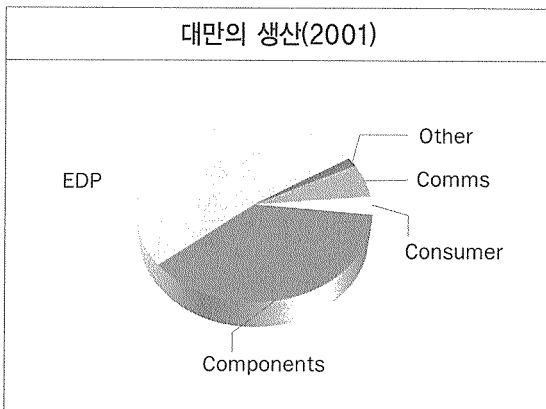 대만의 생산(2001)
Other
EDP
Comms
Consumer
Components